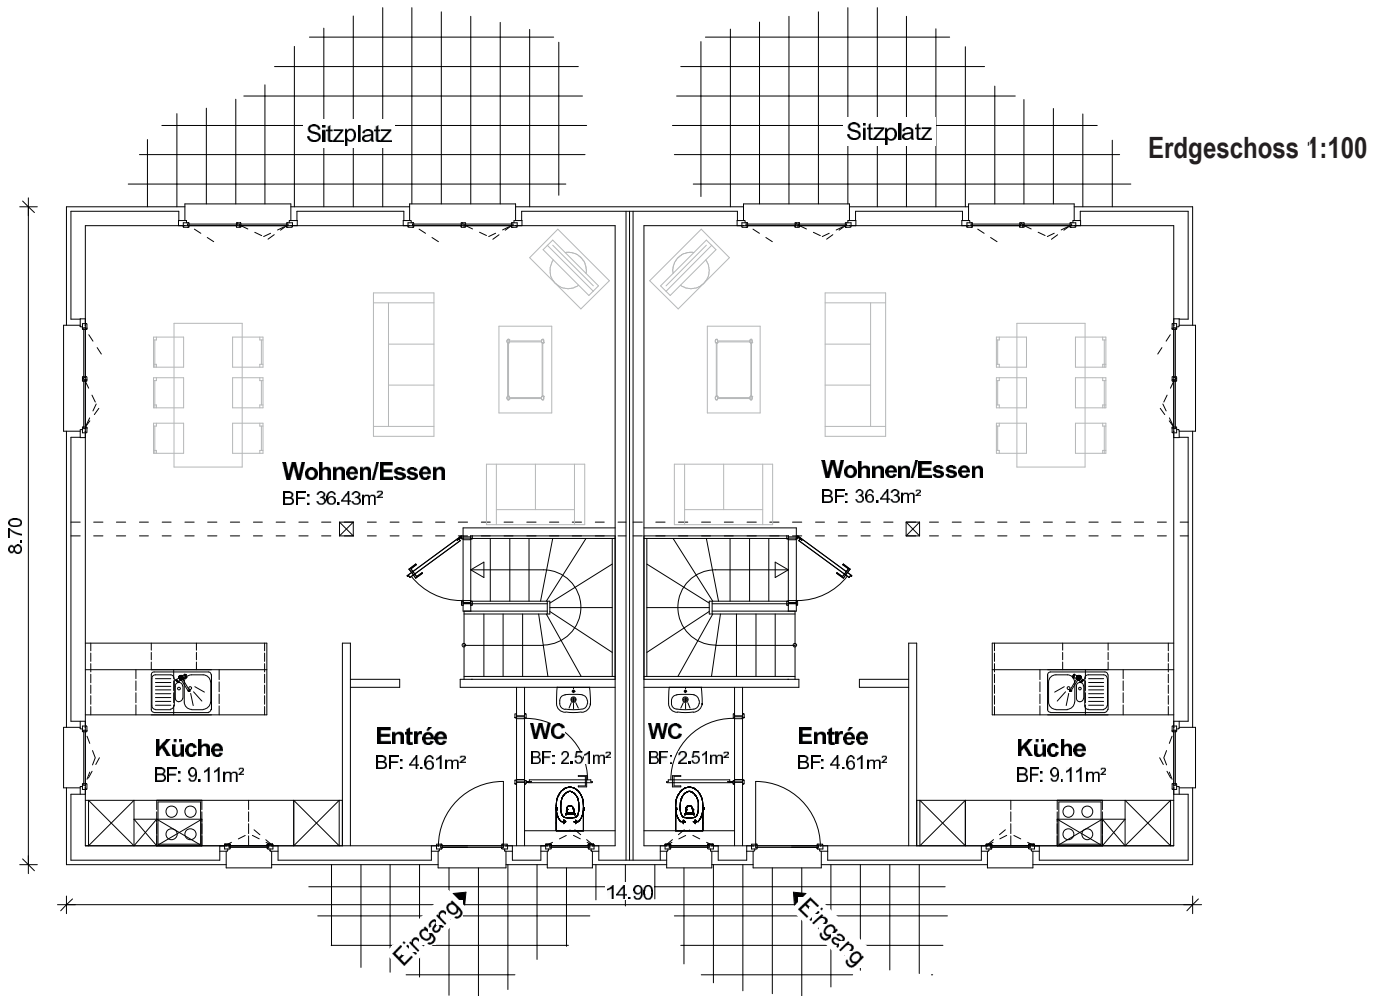 Sitzplatz
Sitzplatz
Erdgeschoss 1:100
Wohnen/Essen
BF: 36.43m²
Wohnen/Essen
BF: 36.43m²
8.70
Küche
BF: 9.11m²
Entrée
BF: 4.61m²
WC
BF: 2.51m²
WC
BF: 2.51m²
Entrée
BF: 4.61m²
Küche
BF: 9.11m²
14.90
Eingang
Eingang